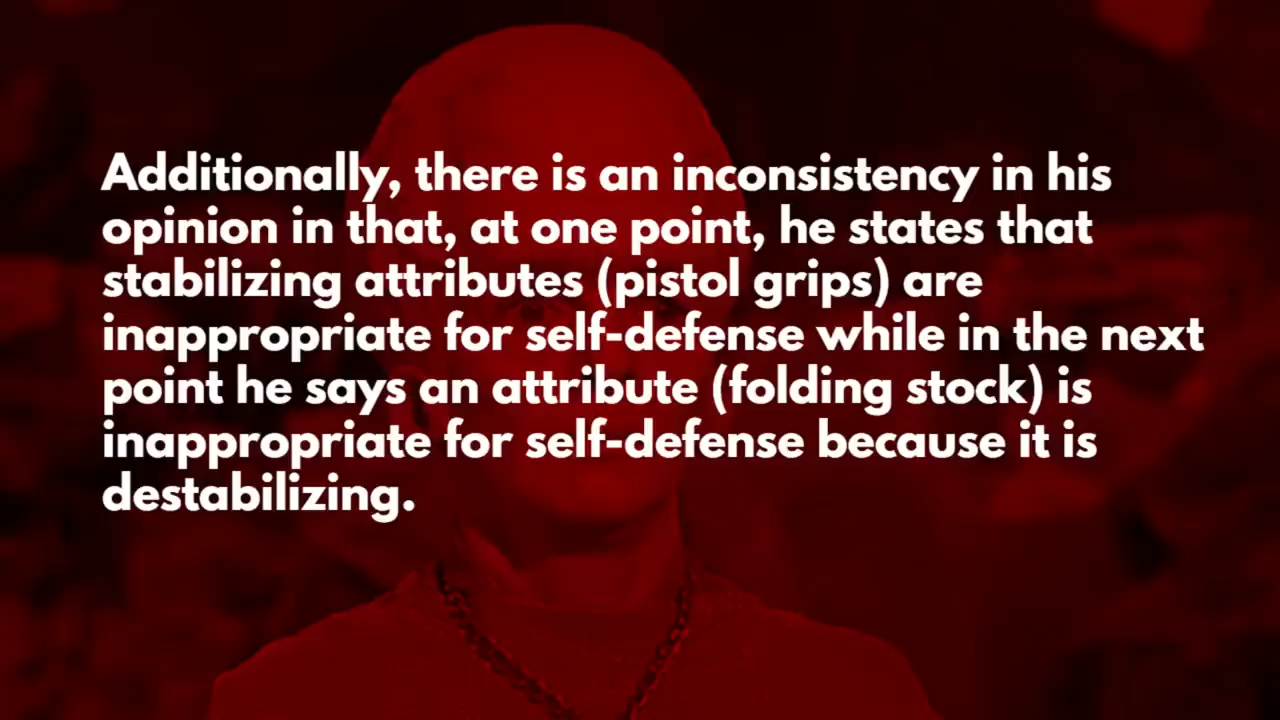 Additionally, there is an inconsistency in his
opinion in that, at one point, he states that
stabilizing attributes (pistol grips) are
inappropriate for self-defense while in the next
point he says an attribute (folding stock) is
inappropriate for self-defense because it is
destabilizing.